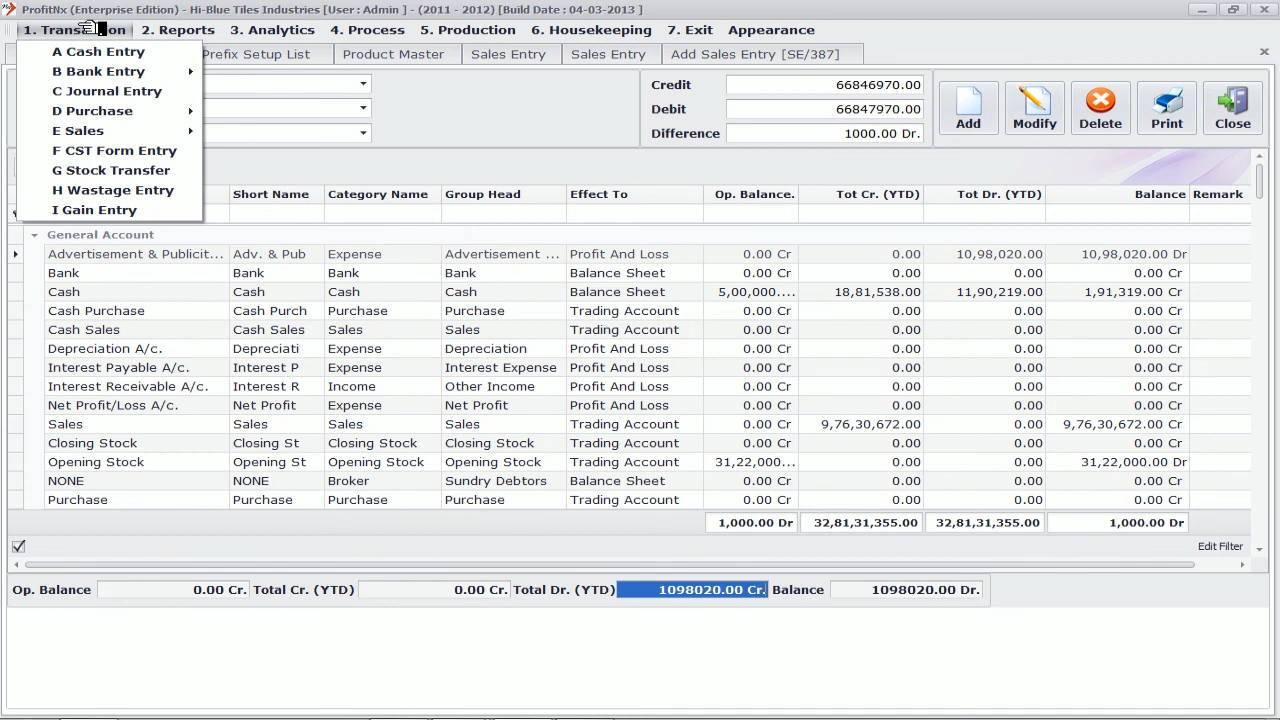 ProfitNx (Enterprise Edition) - Hi-Blue Tiles Industries [User : Admin ] - (2011 - 2012) [Build Date : 04-03-2013 ]
1. Transaction 2. Reports 3. Analytics 4. Process 5. Production 6. Housekeeping 7. Exit Appearance
Prefix Setup List Product Master Sales Entry Sales Entry Add Sales Entry [SE/387]
A Cash Entry
B Bank Entry
C Journal Entry
D Purchase
E Sales
F CST Form Entry
G Stock Transfer
H Wastage Entry
I Gain Entry
Credit 66846970.00
Debit 66847970.00
Difference 1000.00 Dr.
Add Modify Delete Print Close
Short Name Category Name Group Head Effect To Op. Balance. Tot Cr. (YTD) Tot Dr. (YTD) Balance Remark
General Account
Advertisement & Publicit... Adv. & Pub Expense Advertisement ... Profit And Loss 0.00 Cr 0.00 10,98,020.00 10,98,020.00 Dr
Bank Bank Bank Bank Balance Sheet 0.00 Cr 0.00 0.00 0.00 Cr
Cash Cash Cash Cash Balance Sheet 5,00,000.... 18,81,538.00 11,90,219.00 1,91,319.00 Cr
Cash Purchase Cash Purch Purchase Purchase Trading Account 0.00 Cr 0.00 0.00 0.00 Cr
Cash Sales Cash Sales Sales Sales Trading Account 0.00 Cr 0.00 0.00 0.00 Cr
Depreciation A/c. Depreciati Expense Depreciation Profit And Loss 0.00 Cr 0.00 0.00 0.00 Cr
Interest Payable A/c. Interest P Expense Interest Expense Profit And Loss 0.00 Cr 0.00 0.00 0.00 Cr
Interest Receivable A/c. Interest R Income Other Income Profit And Loss 0.00 Cr 0.00 0.00 0.00 Cr
Net Profit/Loss A/c. Net Profit Expense Net Profit Profit And Loss 0.00 Cr 0.00 0.00 0.00 Cr
Sales Sales Sales Sales Trading Account 0.00 Cr 9,76,30,672.00 0.00 9,76,30,672.00 Cr
Closing Stock Closing St Closing Stock Closing Stock Trading Account 0.00 Cr 0.00 0.00 0.00 Cr
Opening Stock Opening St Opening Stock Opening Stock Trading Account 31,22,000... 0.00 0.00 31,22,000.00 Dr
NONE NONE Broker Sundry Debtors Balance Sheet 0.00 Cr 0.00 0.00 0.00 Cr
Purchase Purchase Purchase Purchase Trading Account 0.00 Cr 0.00 0.00 0.00 Cr
1,000.00 Dr 32,81,31,355.00 32,81,31,355.00 1,000.00 Dr
Edit Filter
Op. Balance 0.00 Cr. Total Cr. (YTD) 0.00 Cr. Total Dr. (YTD) 1098020.00 Cr. Balance 1098020.00 Dr.